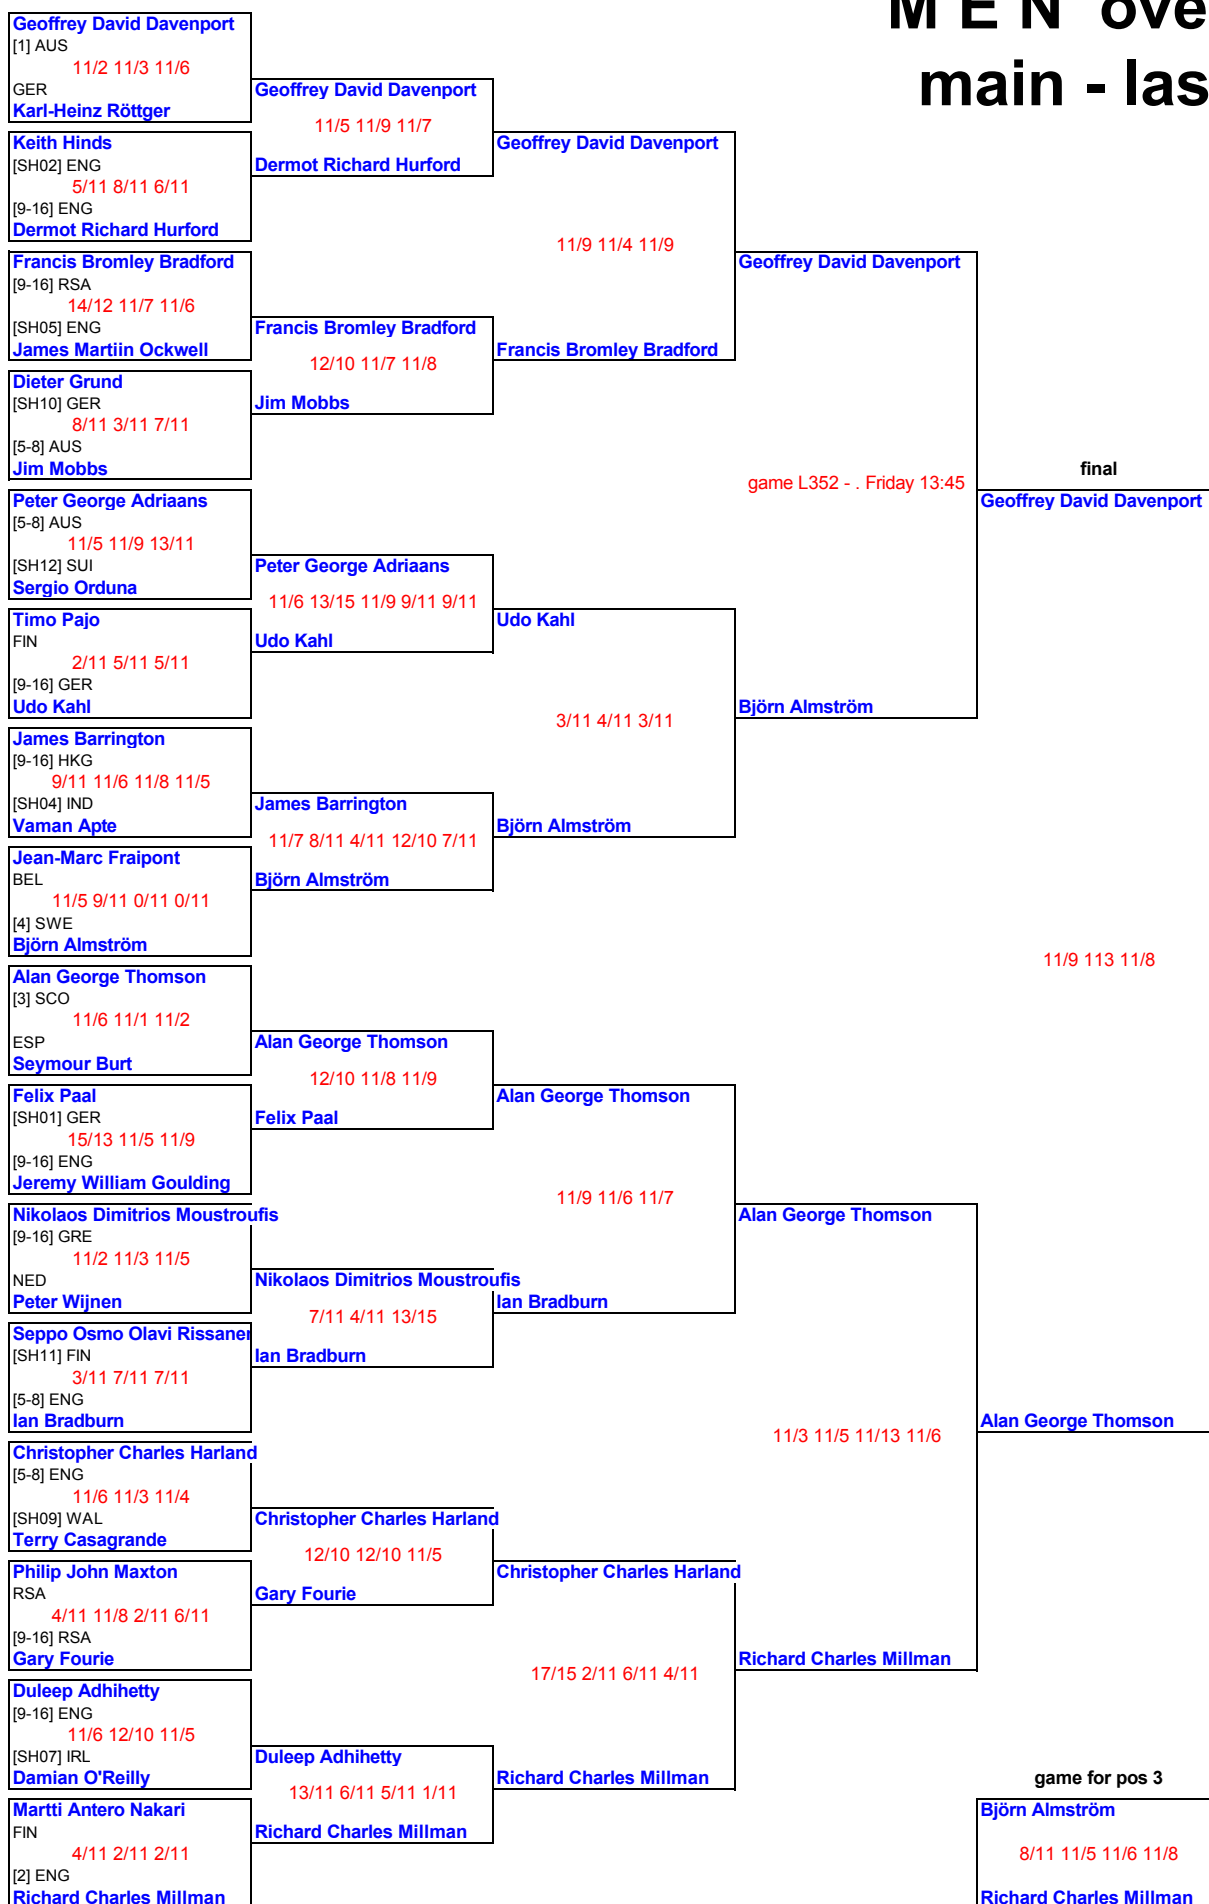 M E N ove
main - las
Geoffrey David Davenport
[1] AUS
11/2 11/3 11/6
GER
Karl-Heinz Röttger
Keith Hinds
[SH02] ENG
5/11 8/11 6/11
[9-16] ENG
Dermot Richard Hurford
Francis Bromley Bradford
[9-16] RSA
14/12 11/7 11/6
[SH05] ENG
James Martiin Ockwell
Dieter Grund
[SH10] GER
8/11 3/11 7/11
[5-8] AUS
Jim Mobbs
Peter George Adriaans
[5-8] AUS
11/5 11/9 13/11
[SH12] SUI
Sergio Orduna
Timo Pajo
FIN
2/11 5/11 5/11
[9-16] GER
Udo Kahl
James Barrington
[9-16] HKG
9/11 11/6 11/8 11/5
[SH04] IND
Vaman Apte
Jean-Marc Fraipont
BEL
11/5 9/11 0/11 0/11
[4] SWE
Björn Almström
Alan George Thomson
[3] SCO
11/6 11/1 11/2
ESP
Seymour Burt
Felix Paal
[SH01] GER
15/13 11/5 11/9
[9-16] ENG
Jeremy William Goulding
Nikolaos Dimitrios Moustroufis
[9-16] GRE
11/2 11/3 11/5
NED
Peter Wijnen
Seppo Osmo Olavi Rissanen
[SH11] FIN
3/11 7/11 7/11
[5-8] ENG
Ian Bradburn
Christopher Charles Harland
[5-8] ENG
11/6 11/3 11/4
[SH09] WAL
Terry Casagrande
Philip John Maxton
RSA
4/11 11/8 2/11 6/11
[9-16] RSA
Gary Fourie
Duleep Adhihetty
[9-16] ENG
11/6 12/10 11/5
[SH07] IRL
Damian O'Reilly
Martti Antero Nakari
FIN
4/11 2/11 2/11
[2] ENG
Richard Charles Millman
Geoffrey David Davenport
11/5 11/9 11/7
Dermot Richard Hurford
Francis Bromley Bradford
12/10 11/7 11/8
Jim Mobbs
Peter George Adriaans
11/6 13/15 11/9 9/11 9/11
Udo Kahl
James Barrington
11/7 8/11 4/11 12/10 7/11
Björn Almström
Alan George Thomson
12/10 11/8 11/9
Felix Paal
Nikolaos Dimitrios Moustroufis
7/11 4/11 13/15
Ian Bradburn
Christopher Charles Harland
12/10 12/10 11/5
Gary Fourie
Duleep Adhihetty
13/11 6/11 5/11 1/11
Richard Charles Millman
Geoffrey David Davenport
11/9 11/4 11/9
Francis Bromley Bradford
Udo Kahl
3/11 4/11 3/11
Björn Almström
Alan George Thomson
11/9 11/6 11/7
Ian Bradburn
Christopher Charles Harland
17/15 2/11 6/11 4/11
Richard Charles Millman
Geoffrey David Davenport
game L352 - . Friday 13:45
Björn Almström
Alan George Thomson
11/3 11/5 11/13 11/6
Richard Charles Millman
final
Geoffrey David Davenport
11/9 113 11/8
Alan George Thomson
game for pos 3
Björn Almström
8/11 11/5 11/6 11/8
Richard Charles Millman